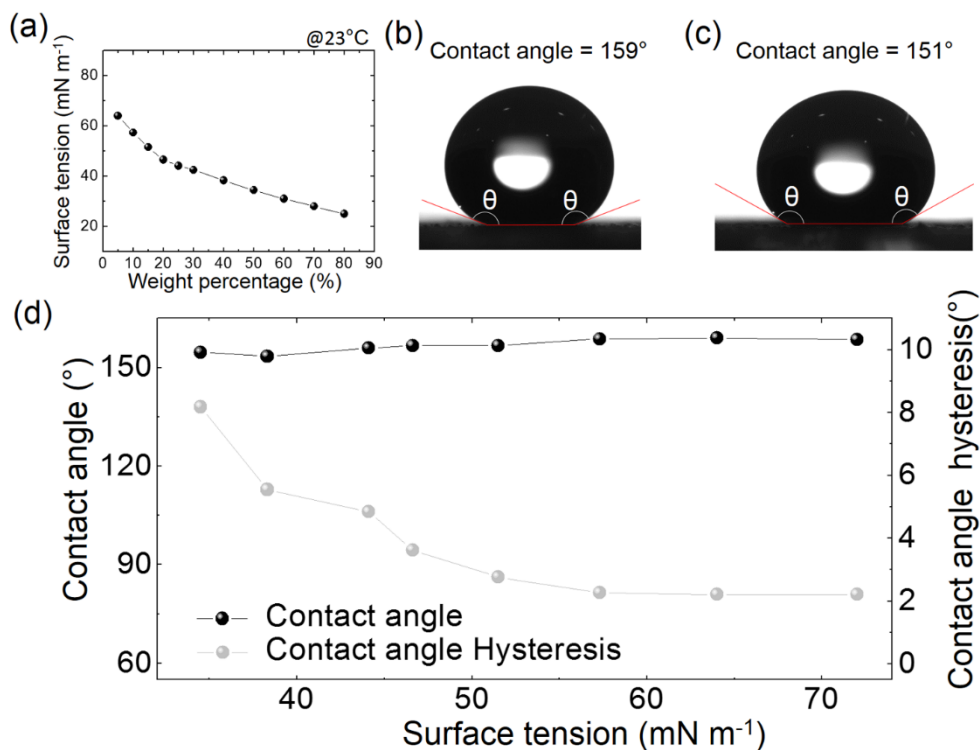 (a)
@23°C
Surface tension (mN m⁻¹)
80
60
40
20
0 10 20 30 40 50 60 70 80 90
Weight percentage (%)
(b)
Contact angle = 159°
θ θ
(c)
Contact angle = 151°
θ θ
(d)
Contact angle (°)
150
120
90
60
Contact angle
Contact angle Hysteresis
40 50 60 70
Surface tension (mN m⁻¹)
10
8
6
4
2
0
Contact angle hysteresis(°)